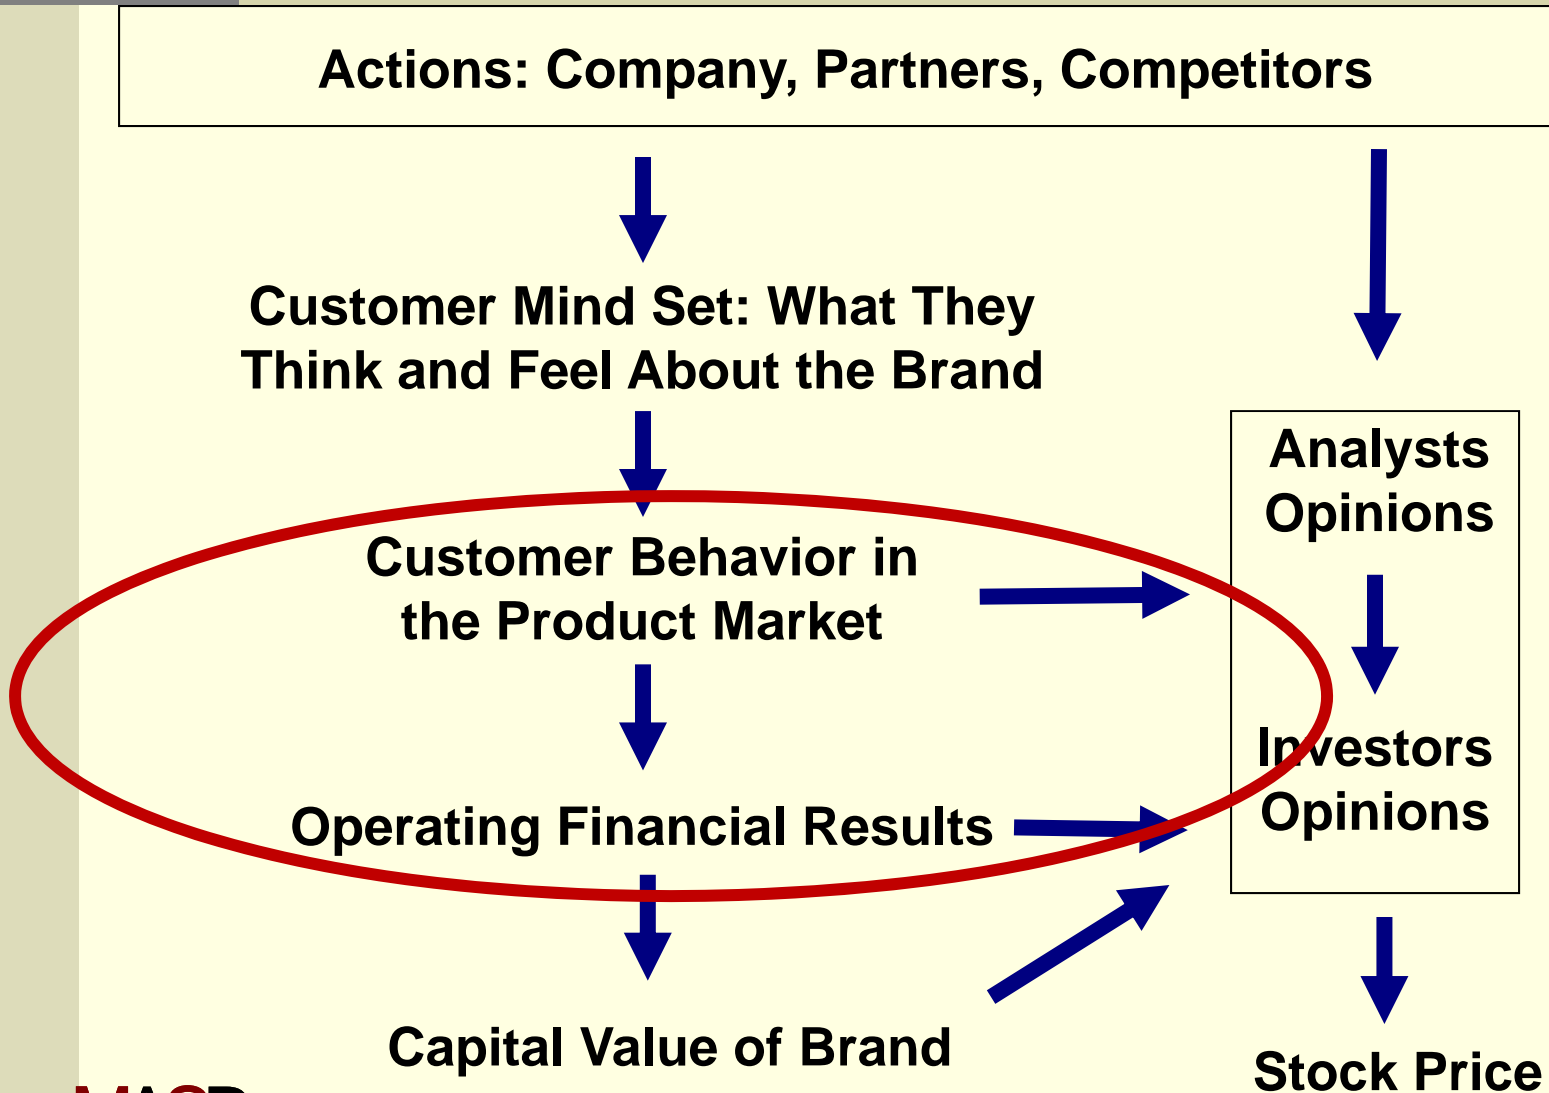 Actions: Company, Partners, Competitors
Customer Mind Set: What They
Think and Feel About the Brand
Customer Behavior in
the Product Market
Operating Financial Results
Capital Value of Brand
Analysts
Opinions
Investors
Opinions
Stock Price